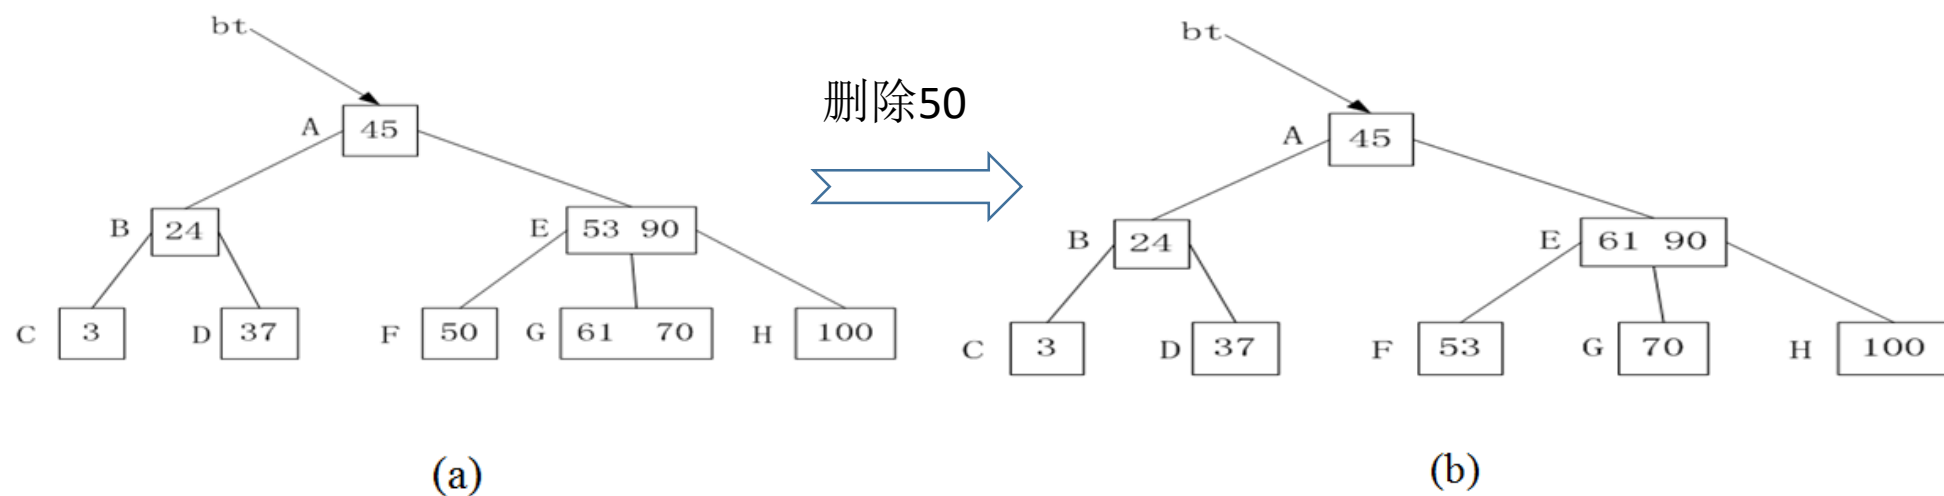 bt
A 45
B 24
E 53 90
C 3
D 37
F 50
G 61 70
H 100
(a)
删除50
bt
A 45
B 24
E 61 90
C 3
D 37
F 53
G 70
H 100
(b)